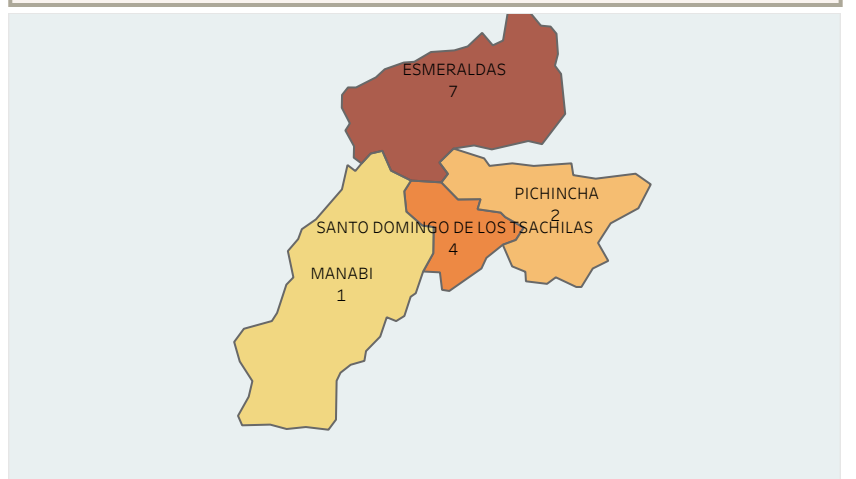 ESMERALDAS
7
PICHINCHA
2
SANTO DOMINGO DE LOS TSACHILAS
4
MANABI
1